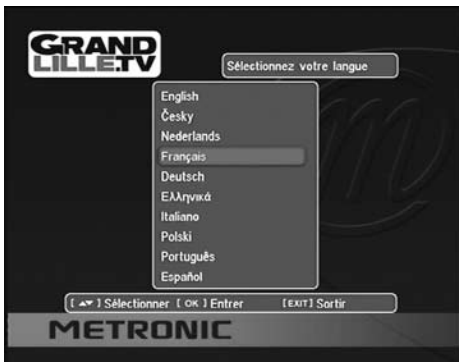 GRAND
LILLE.TV
Sélectionnez votre langue
English
Česky
Nederlands
Français
Deutsch
Ελληνικά
Italiano
Polski
Português
Español
[ ▲▼ ] Sélectionner [ OK ] Entrer [EXIT] Sortir
METRONIC